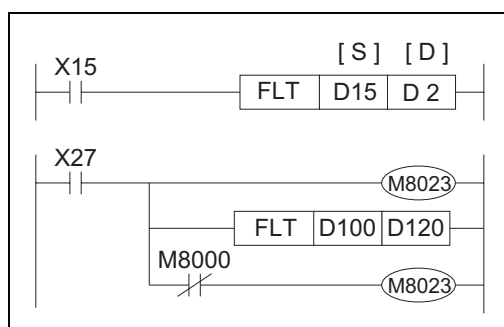 [ S ] [ D ]
X15
FLT D15 D 2
X27
M8023
FLT D100 D120
M8000
M8023